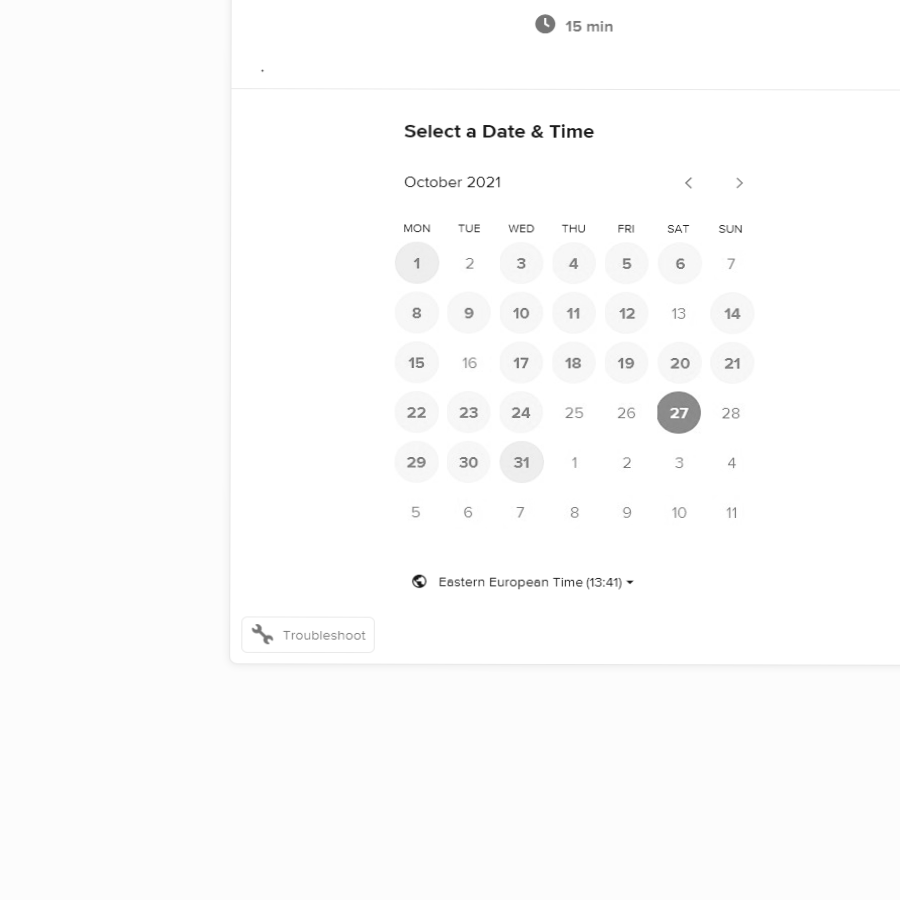 15 min
.
Select a Date & Time
October 2021
MON TUE WED THU FRI SAT SUN
1 2 3 4 5 6 7
8 9 10 11 12 13 14
15 16 17 18 19 20 21
22 23 24 25 26 27 28
29 30 31 1 2 3 4
5 6 7 8 9 10 11
Eastern European Time (13:41)
Troubleshoot